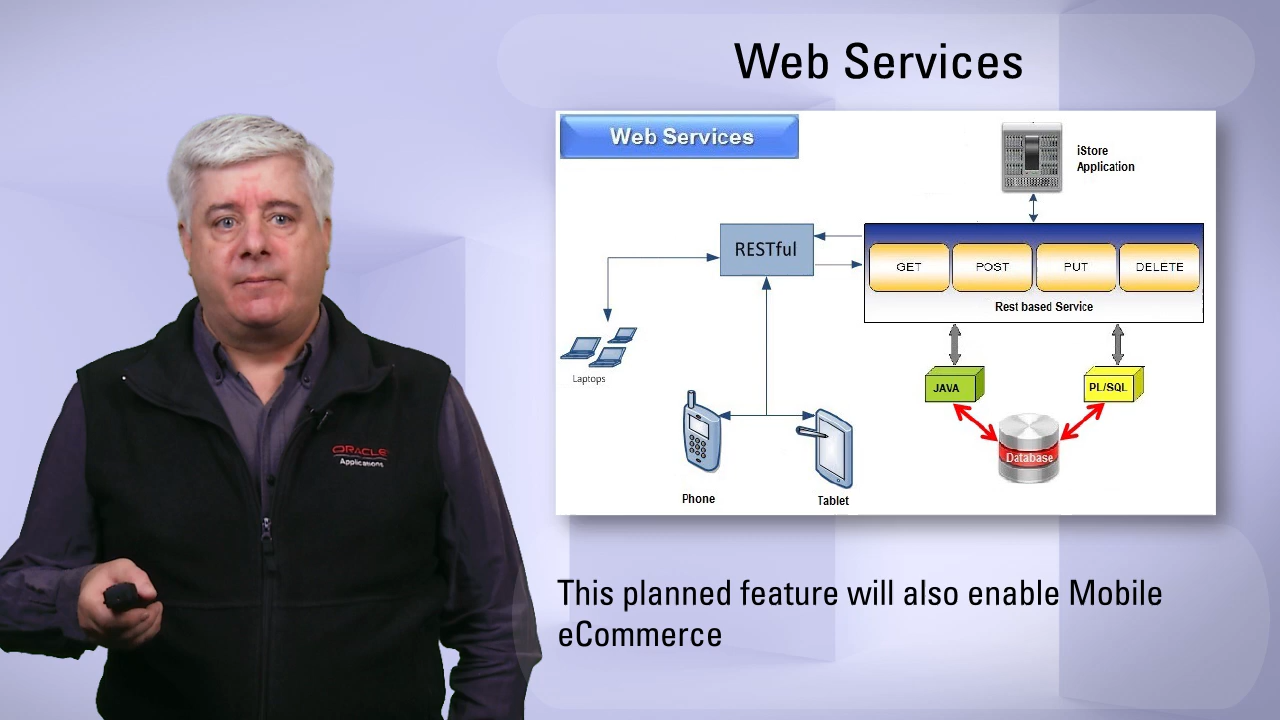 Web Services
Web Services
iStore
Application
RESTful
GET
POST
PUT
DELETE
Rest based Service
Laptops
JAVA
PL/SQL
Database
Phone
Tablet
ORACLE
Applications
This planned feature will also enable Mobile
eCommerce